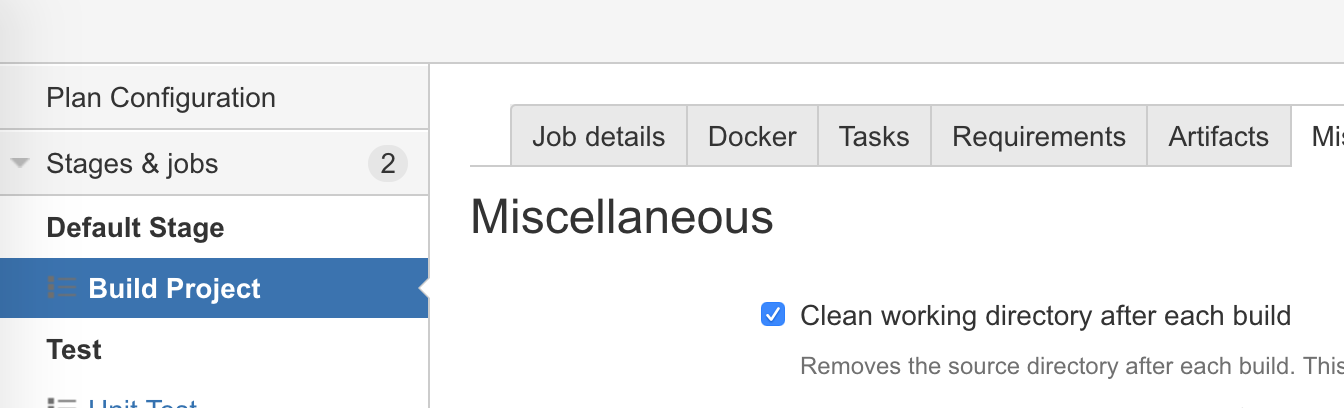 Plan Configuration
Stages & jobs 2
Default Stage
Build Project
Test
Unit Test
Job details Docker Tasks Requirements Artifacts
Miscellaneous
Clean working directory after each build
Removes the source directory after each build. This